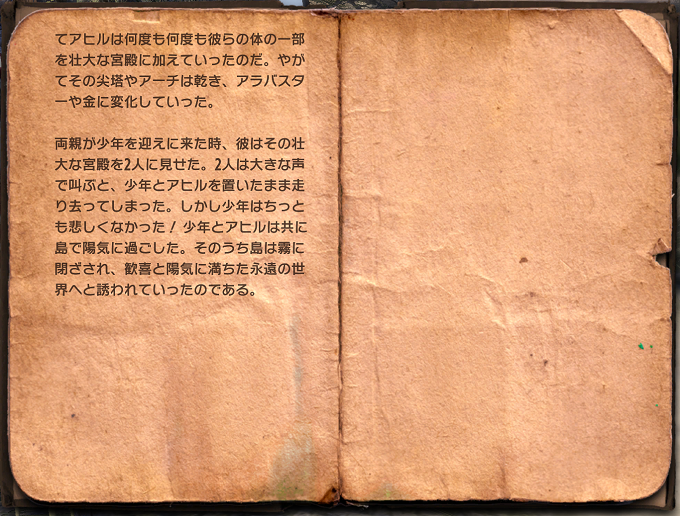 てアヒルは何度も何度も彼らの体の一部
を壮大な宮殿に加えていったのだ。やが
てその尖塔やアーチは乾き、アラバスタ
ーや金に変化していった。
両親が少年を迎えに来た時、彼はその壮
大な宮殿を2人に見せた。2人は大きな声
で叫ぶと、少年とアヒルを置いたまま走
り去ってしまった。しかし少年はちっと
も悲しくなかった！少年とアヒルは共に
島で陽気に過ごした。そのうち島は霧に
閉ざされ、歓喜と陽気に満ちた永遠の世
界へと誘われていったのである。